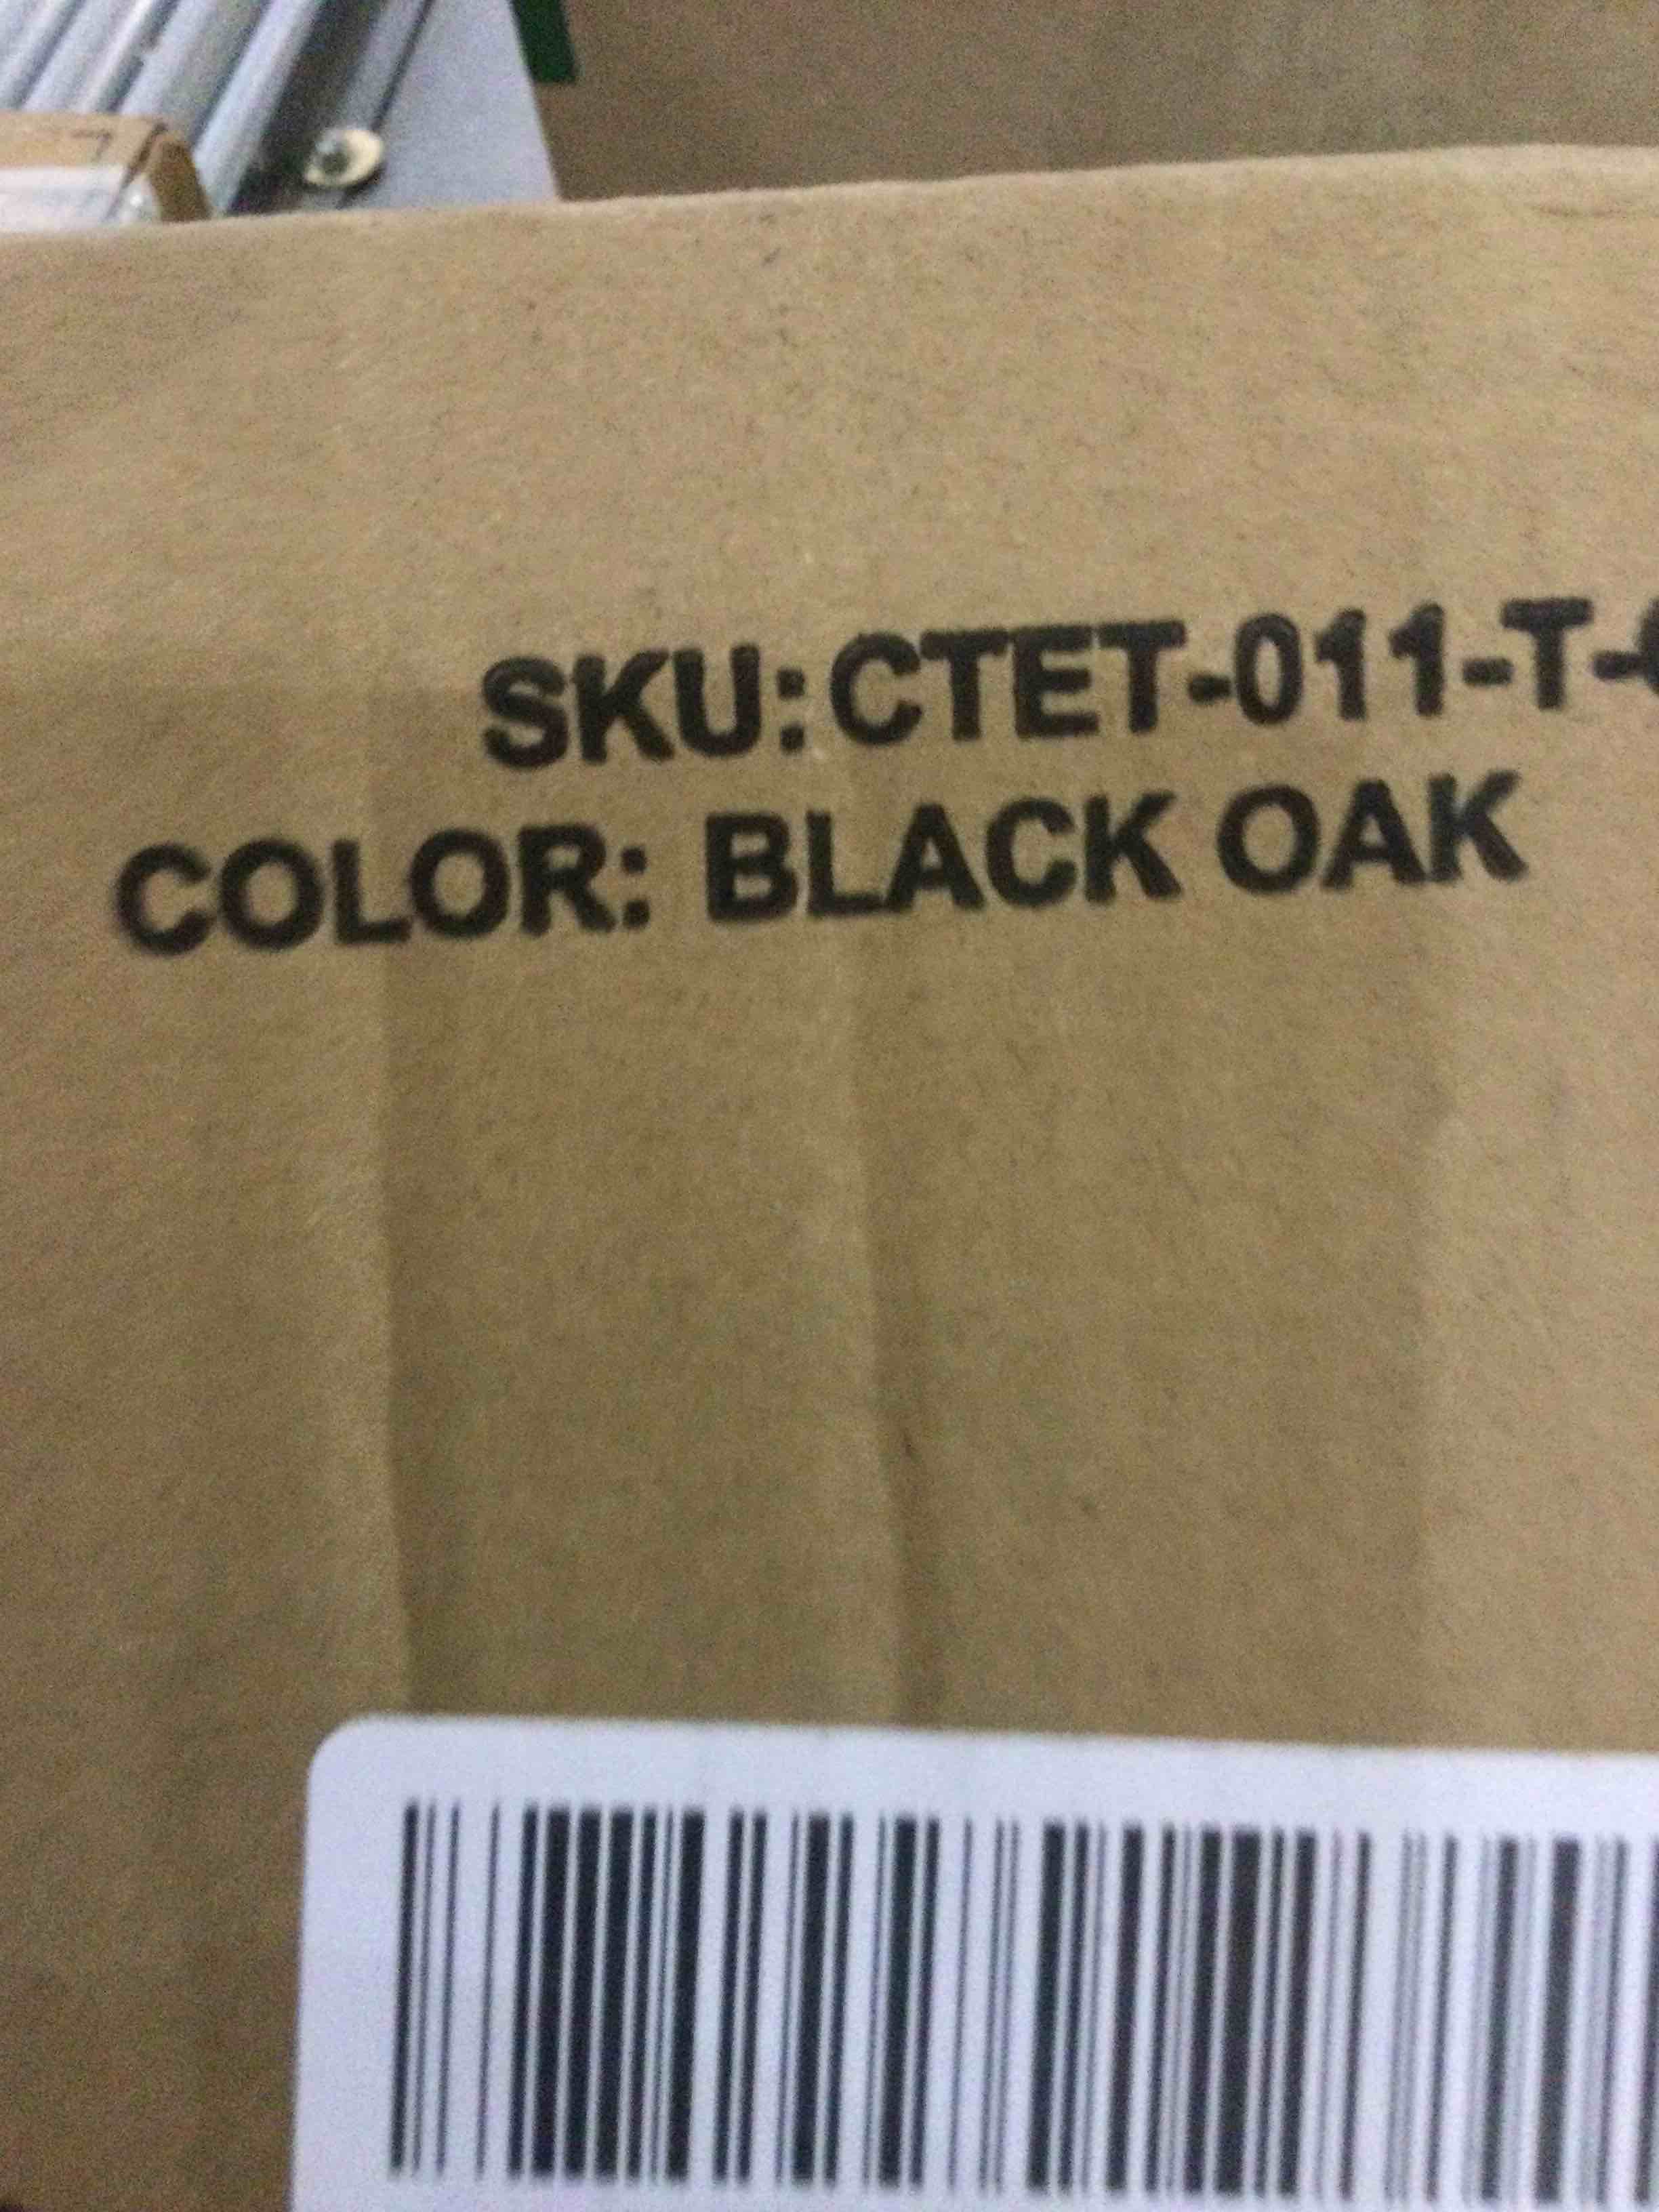 SKU:CTET-011-T-
COLOR: BLACK OAK